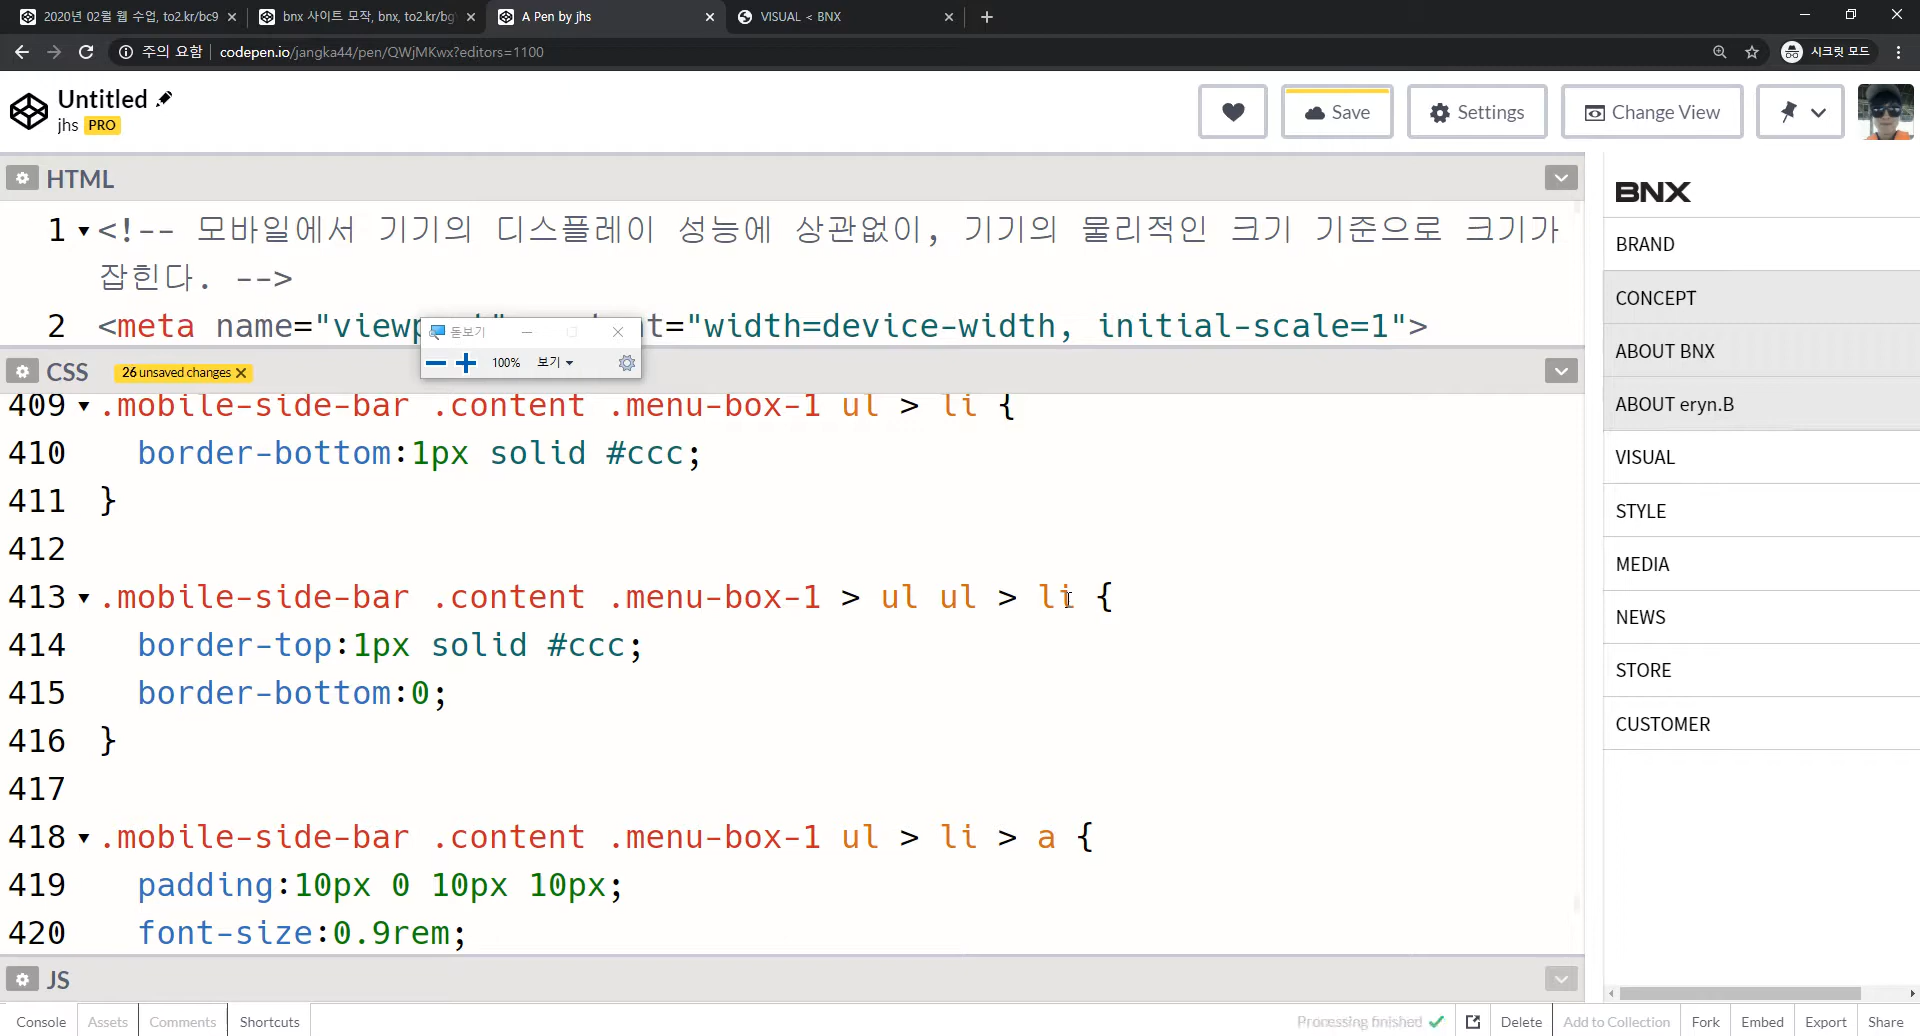 2020년 02월 웹 수업, to2.kr/bc9
bnx 사이트 모작, bnx, to2.kr/bg
A Pen by jhs
VISUAL < BNX
주의 요함
codepen.io/jangka44/pen/QWjMKwx?editors=1100
시크릿 모드
Untitled
jhs PRO
Save
Settings
Change View
HTML
1 <!-- 모바일에서 기기의 디스플레이 성능에 상관없이, 기기의 물리적인 크기 기준으로 크기가
잡힌다. -->
2 <meta name="viewp t="width=device-width, initial-scale=1">
돋보기
100% 보기
CSS
26 unsaved changes
409 .mobile-side-bar .content .menu-box-1 ul > li {
410 border-bottom:1px solid #ccc;
411 }
412
413 .mobile-side-bar .content .menu-box-1 > ul ul > li {
414 border-top:1px solid #ccc;
415 border-bottom:0;
416 }
417
418 .mobile-side-bar .content .menu-box-1 ul > li > a {
419 padding:10px 0 10px 10px;
420 font-size:0.9rem;
JS
BNX
BRAND
CONCEPT
ABOUT BNX
ABOUT eryn.B
VISUAL
STYLE
MEDIA
NEWS
STORE
CUSTOMER
Console
Assets
Comments
Shortcuts
Processing finished
Delete
Add to Collection
Fork
Embed
Export
Share